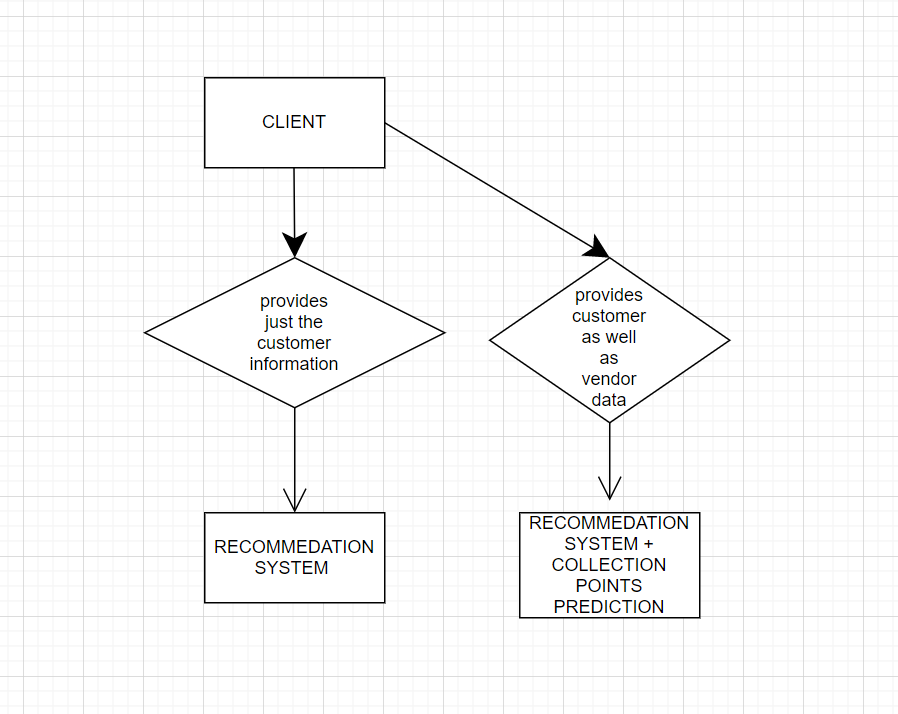 CLIENT
provides
just the
customer
information
provides
customer
as well
as
vendor
data
RECOMMEDATION
SYSTEM
RECOMMEDATION
SYSTEM +
COLLECTION
POINTS
PREDICTION